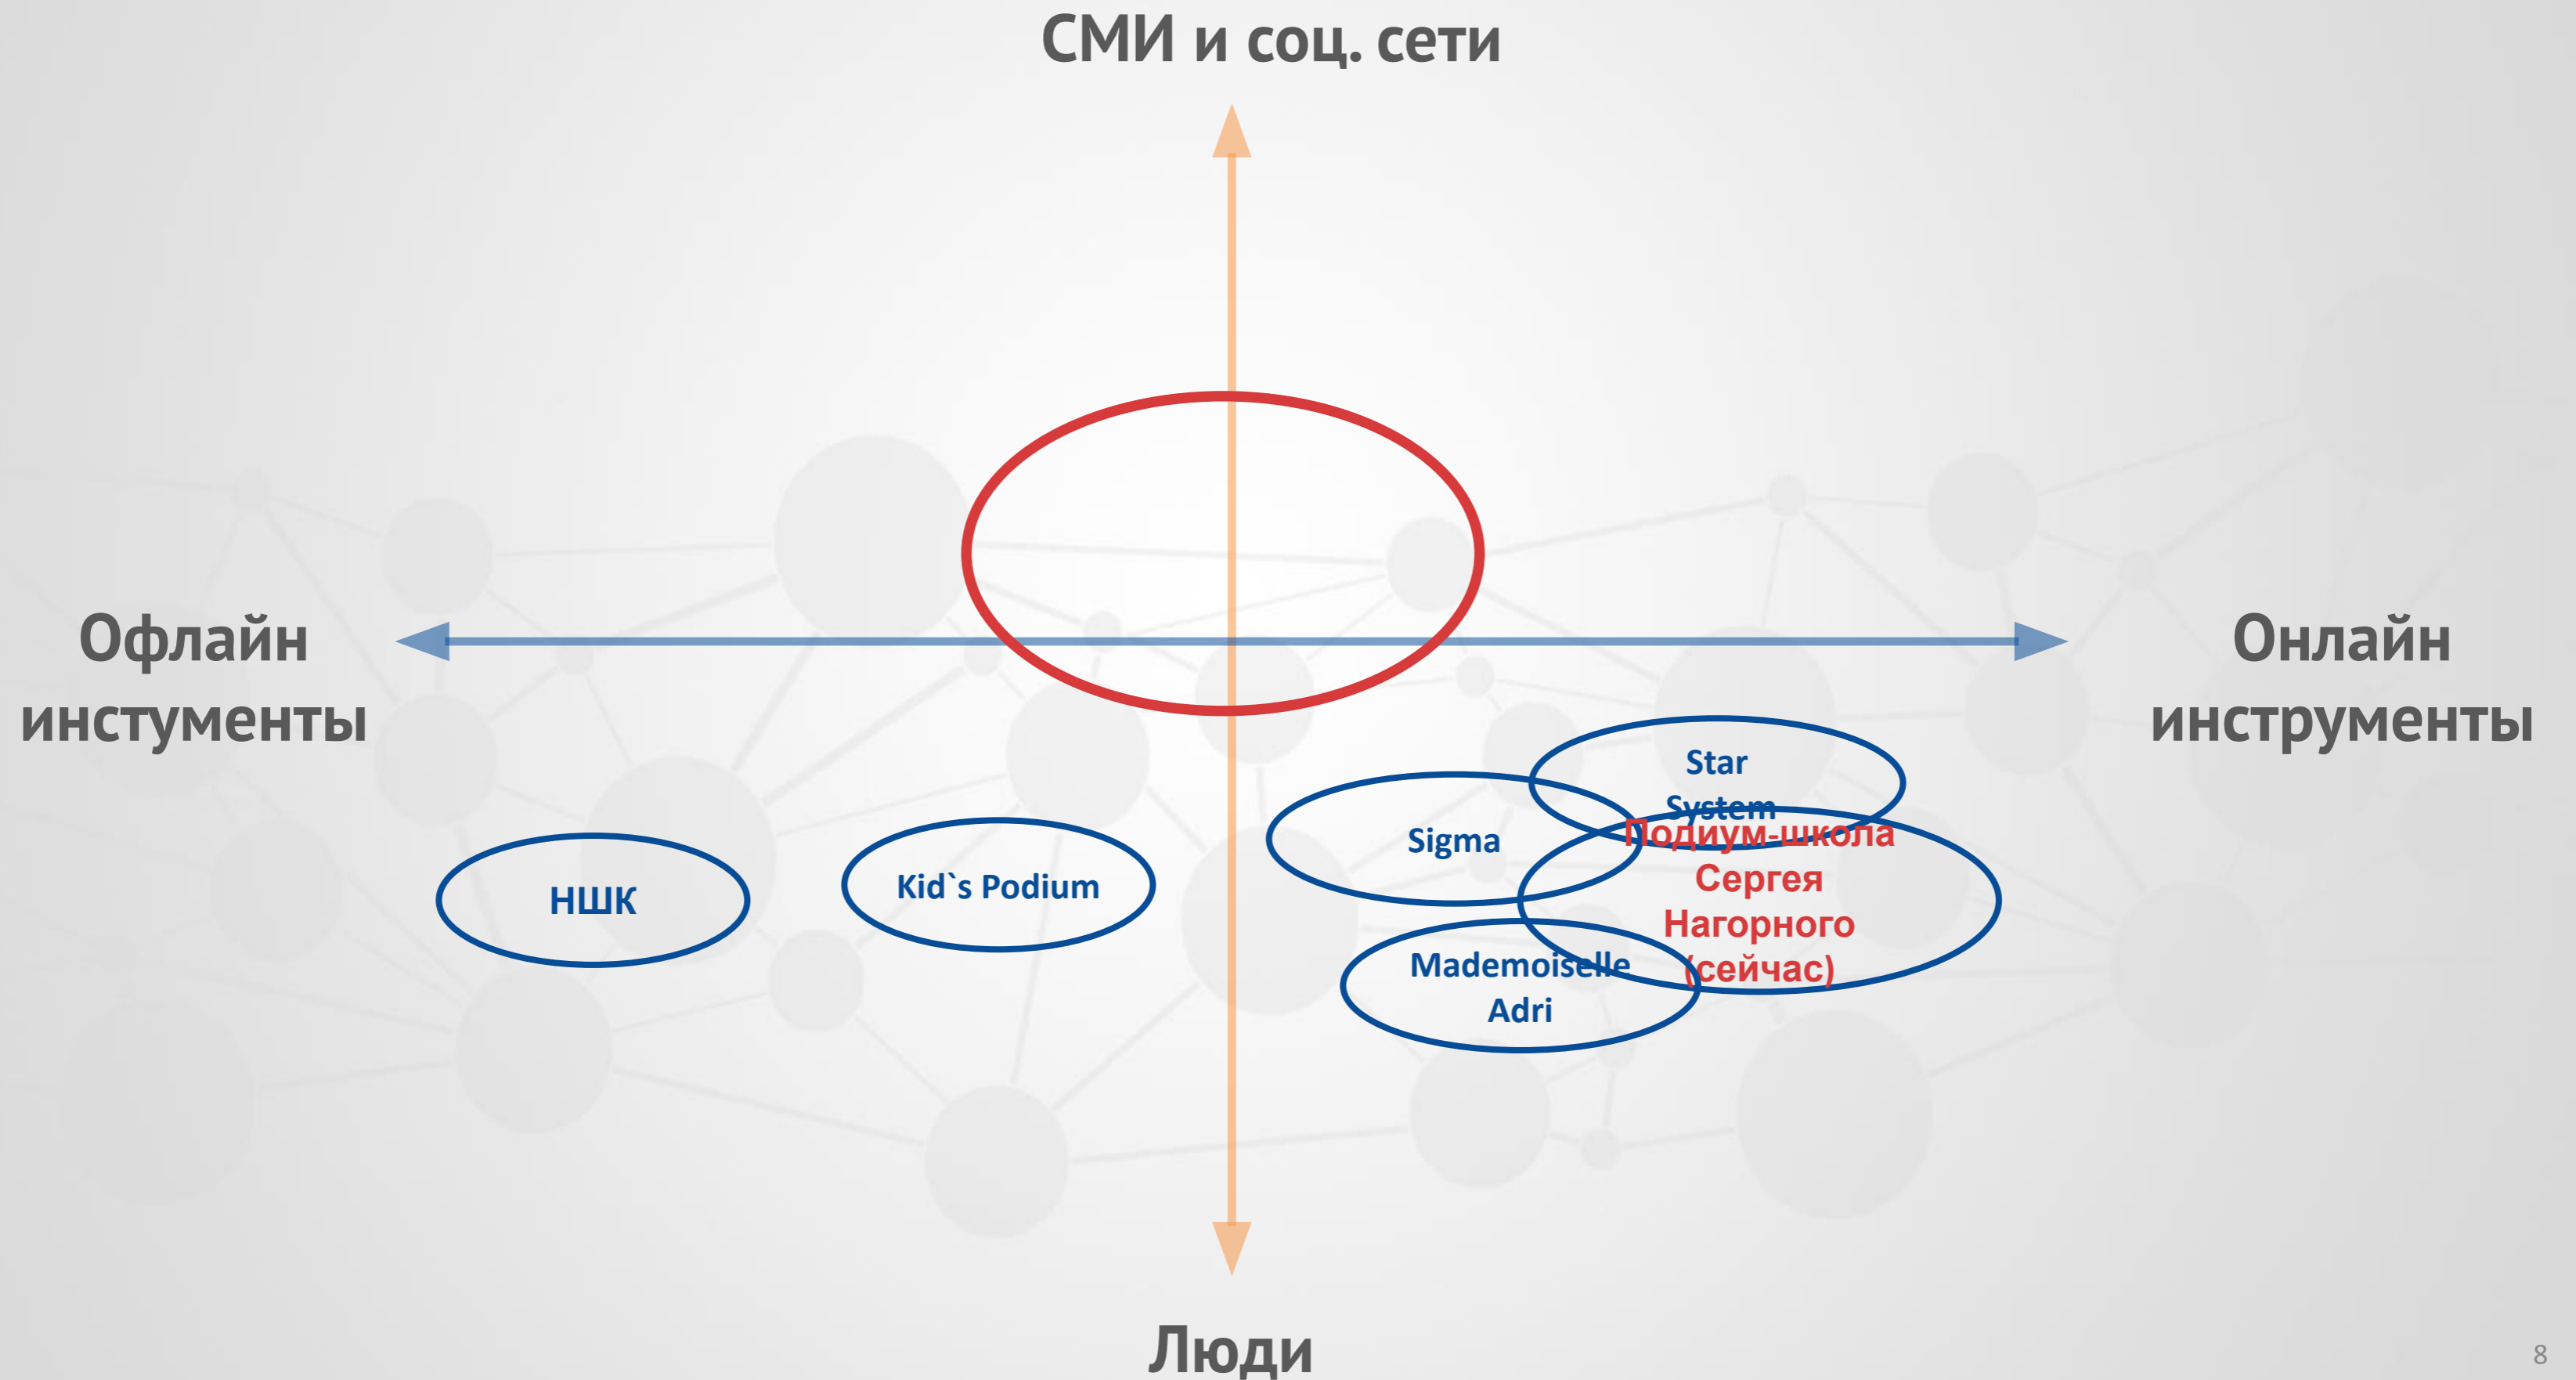 СМИ и соц. сети
Офлайн
инстументы
Онлайн
инструменты
Star
System
Sigma
Подиум-школа
Сергея
Нагорного
(сейчас)
Kid`s Podium
НШК
Mademoiselle
Adri
Люди
8